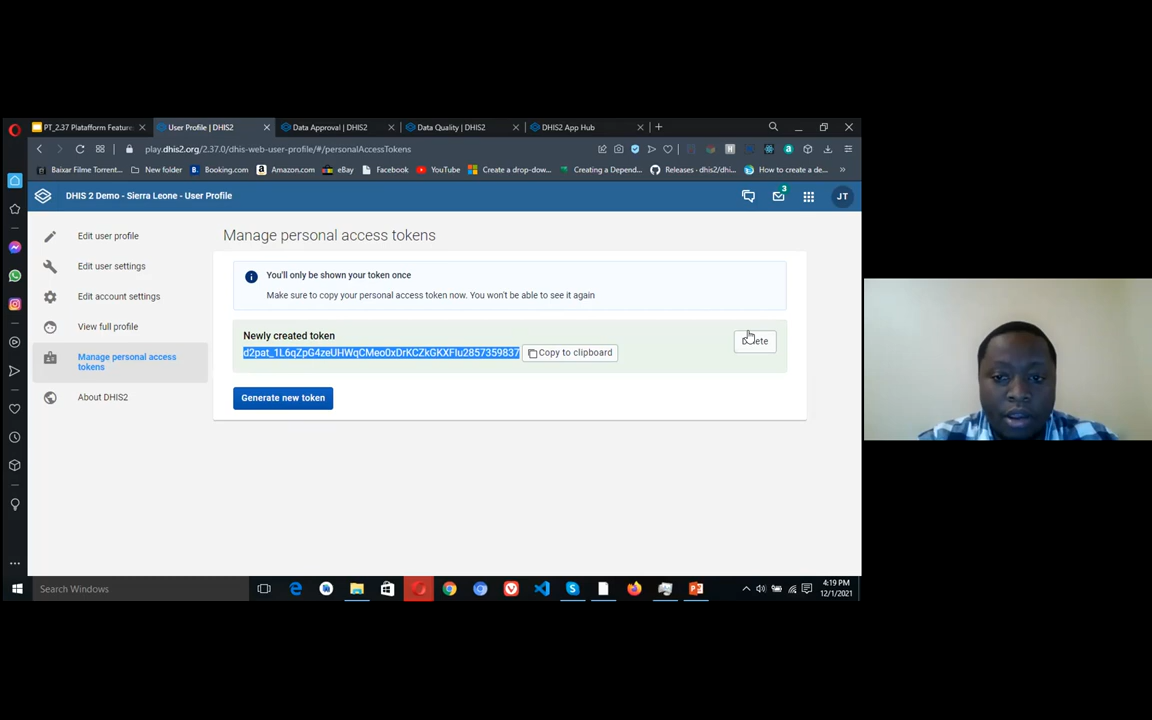 PT_2.37 Platafform Feature
User Profile | DHIS2
Data Approval | DHIS2
Data Quality | DHIS2
DHIS2 App Hub
play.dhis2.org/2.37.0/dhis-web-user-profile/#/personalAccessTokens
Baixar Filme Torrent...
New folder
Booking.com
Amazon.com
eBay
Facebook
YouTube
Create a drop-dow...
Creating a Depend...
Releases · dhis2/dhi...
How to create a de...
DHIS 2 Demo - Sierra Leone - User Profile
3
JT
Edit user profile
Edit user settings
Edit account settings
View full profile
Manage personal access
tokens
About DHIS2
Manage personal access tokens
You'll only be shown your token once
Make sure to copy your personal access token now. You won't be able to see it again
Newly created token
d2pat_1L6qZpG4zeUHWqCMeo0xDrKCZkGKXFIu2857359837
Copy to clipboard
Delete
Generate new token
Search Windows
4:19 PM
12/1/2021